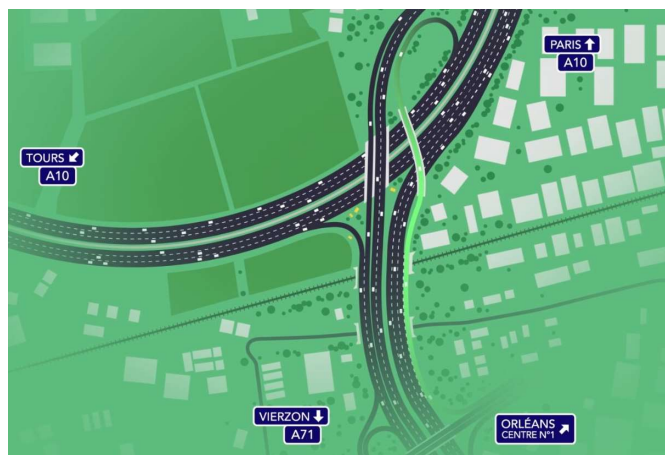 PARIS
A10
TOURS
A10
VIERZON
A71
ORLÉANS
CENTRE N°1